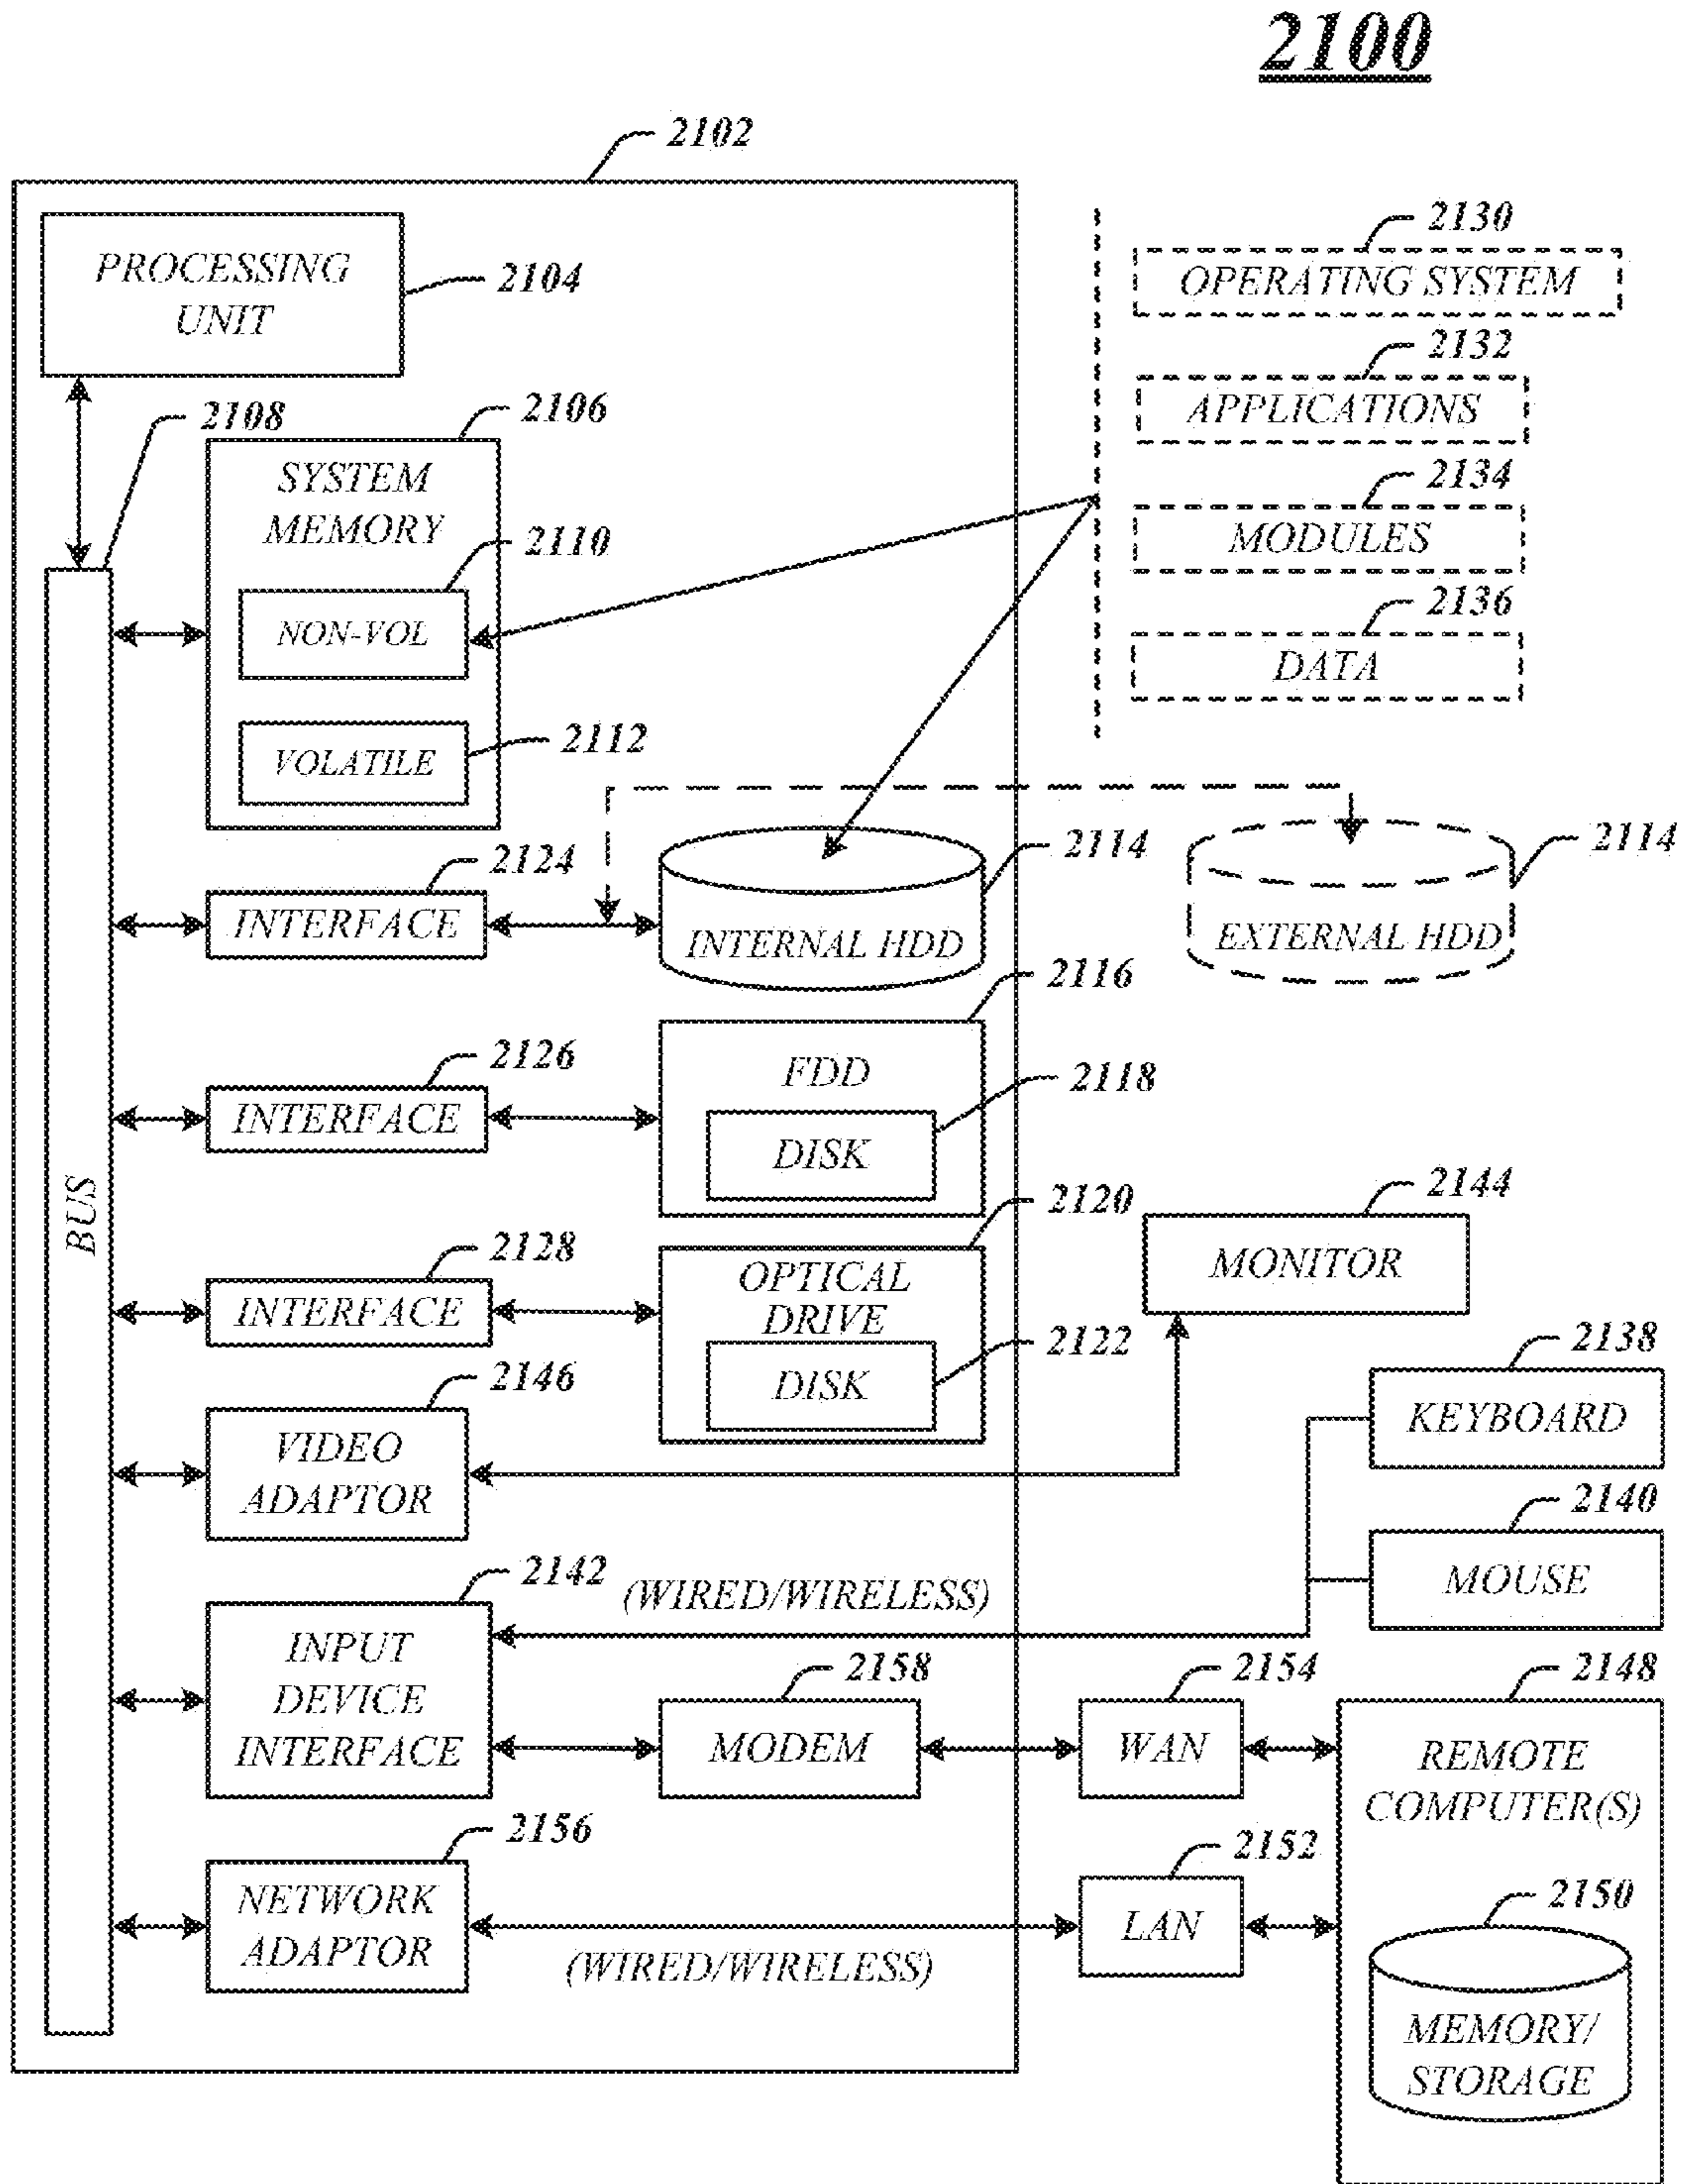 2100
2102
PROCESSING
UNIT
2104
2108
2106
SYSTEM
MEMORY
2110
NON-VOL
2112
VOLATILE
2130
OPERATING SYSTEM
2132
APPLICATIONS
2134
MODULES
2136
DATA
2124
INTERFACE
2114
INTERNAL HDD
2114
EXTERNAL HDD
2116
FDD
2126
INTERFACE
2118
DISK
BUS
2120
OPTICAL
DRIVE
2128
INTERFACE
2122
DISK
2144
MONITOR
2146
VIDEO
ADAPTOR
2138
KEYBOARD
2140
MOUSE
2142
(WIRED/WIRELESS)
INPUT
DEVICE
INTERFACE
2158
MODEM
2154
WAN
2148
REMOTE
COMPUTER(S)
2156
NETWORK
ADAPTOR
(WIRED/WIRELESS)
2152
LAN
2150
MEMORY/
STORAGE